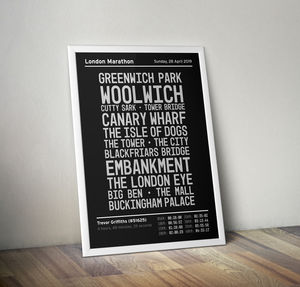 London Marathon
Sunday, 28 April 2019
GREENWICH PARK
WOOLWICH
CUTTY SARK · TOWER BRIDGE
CANARY WHARF
THE ISLE OF DOGS
THE TOWER · THE CITY
BLACKFRIARS BRIDGE
EMBANKMENT
THE LONDON EYE
BIG BEN · THE MALL
BUCKINGHAM PALACE
Trevor Griffiths (#51625)